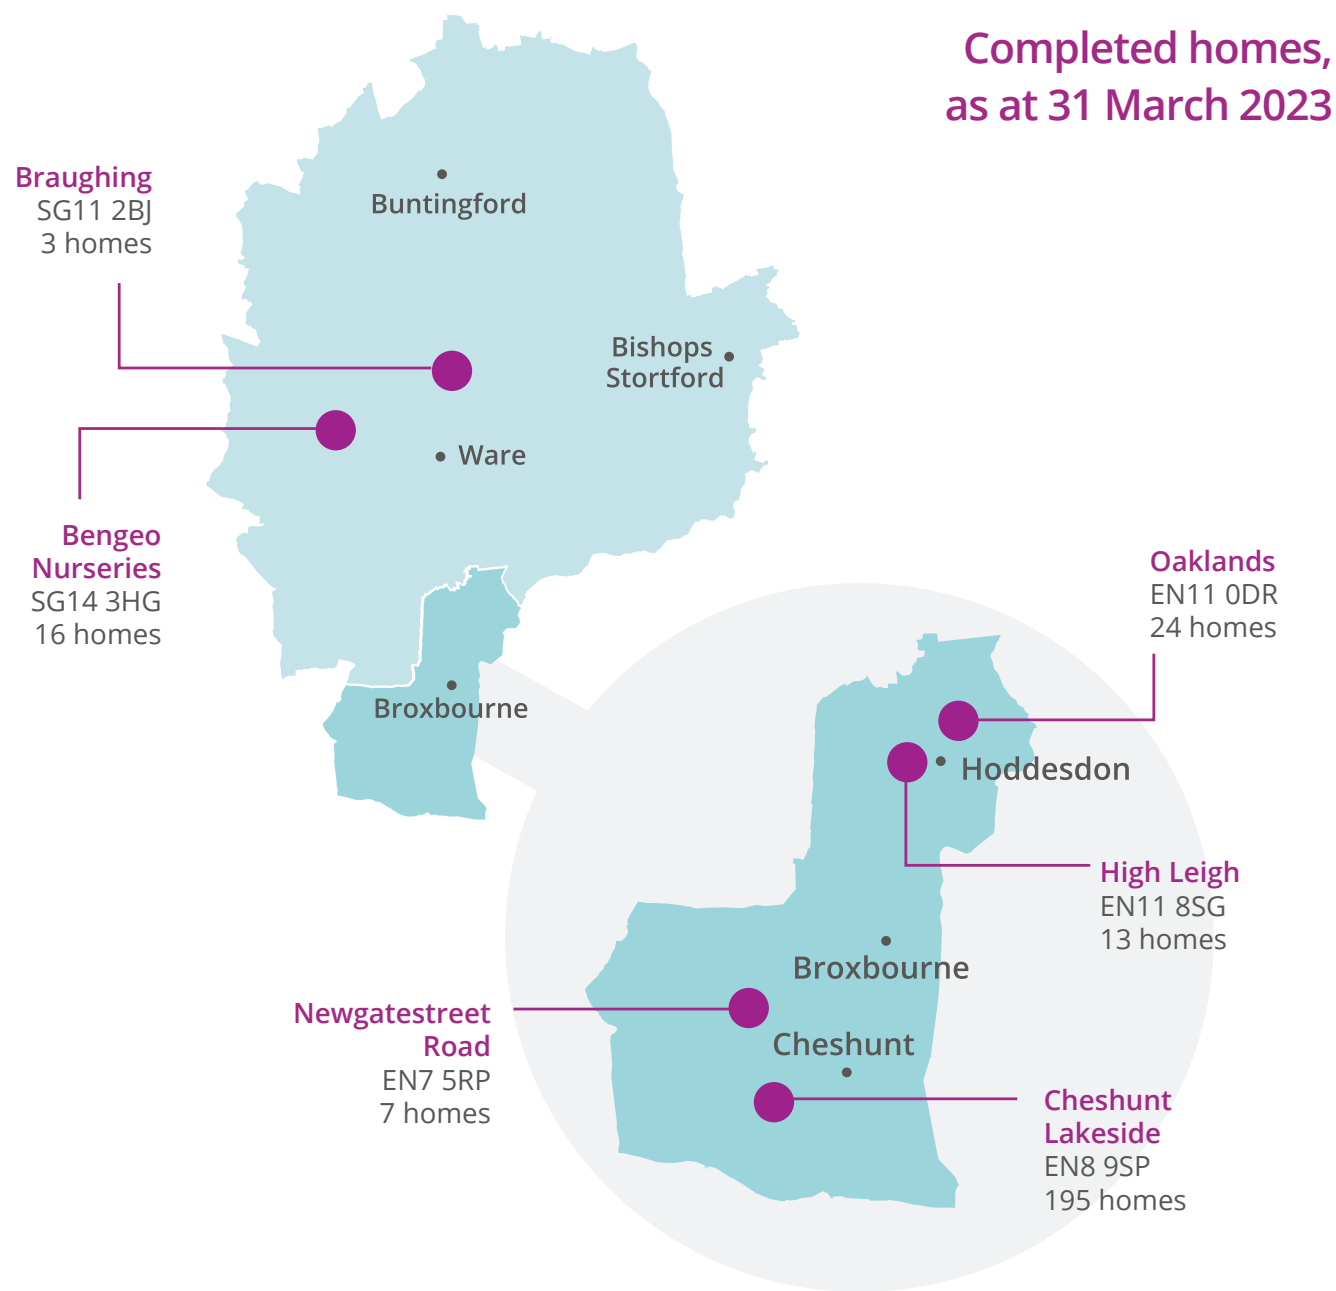 Completed homes,
as at 31 March 2023
Braughing
SG11 2BJ
3 homes
Buntingford
Bishops
Stortford
Ware
Bengeo
Nurseries
SG14 3HG
16 homes
Broxbourne
Oaklands
EN11 0DR
24 homes
Hoddesdon
High Leigh
EN11 8SG
13 homes
Broxbourne
Newgatestreet
Road
EN7 5RP
7 homes
Cheshunt
Cheshunt
Lakeside
EN8 9SP
195 homes